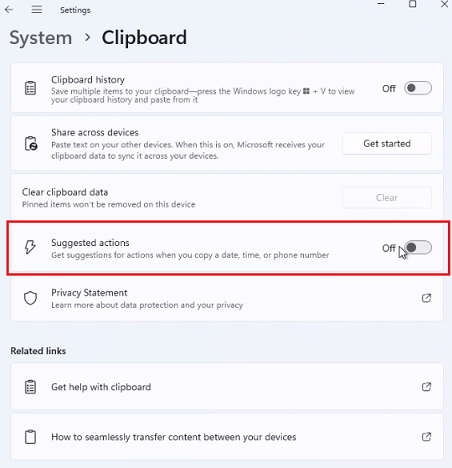 Settings
System > Clipboard
Clipboard history
Save multiple items to your clipboard—press the Windows logo key + V to view
your clipboard history and paste from it
Off
Share across devices
Paste text on your other devices. When this is on, Microsoft receives your
clipboard data to sync it across your devices.
Get started
Clear clipboard data
Pinned items won't be removed on this device
Clear
Suggested actions
Get suggestions for actions when you copy a date, time, or phone number
Off
Privacy Statement
Learn more about data protection and your privacy
Related links
Get help with clipboard
How to seamlessly transfer content between your devices